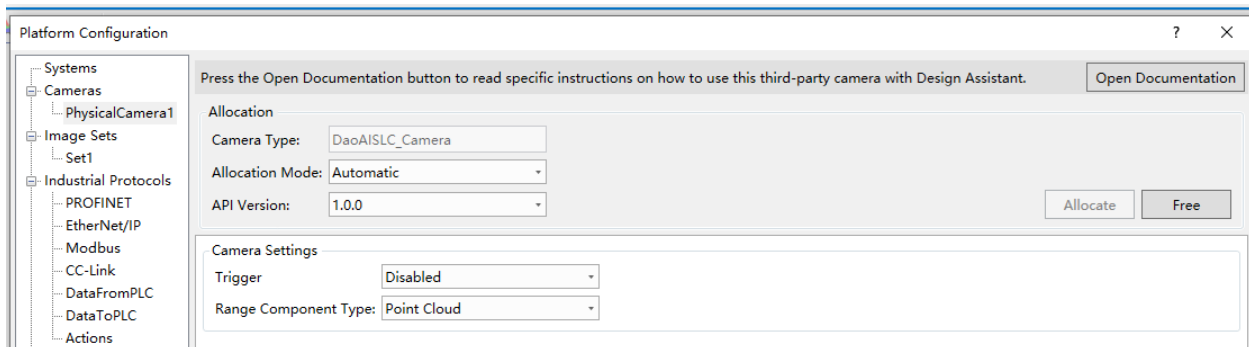 Platform Configuration
?
Systems
Cameras
PhysicalCamera1
Image Sets
Set1
Industrial Protocols
PROFINET
EtherNet/IP
Modbus
CC-Link
DataFromPLC
DataToPLC
Actions
Press the Open Documentation button to read specific instructions on how to use this third-party camera with Design Assistant.
Open Documentation
Allocation
Camera Type: DaoAISLC_Camera
Allocation Mode: Automatic
API Version: 1.0.0
Allocate Free
Camera Settings
Trigger Disabled
Range Component Type: Point Cloud